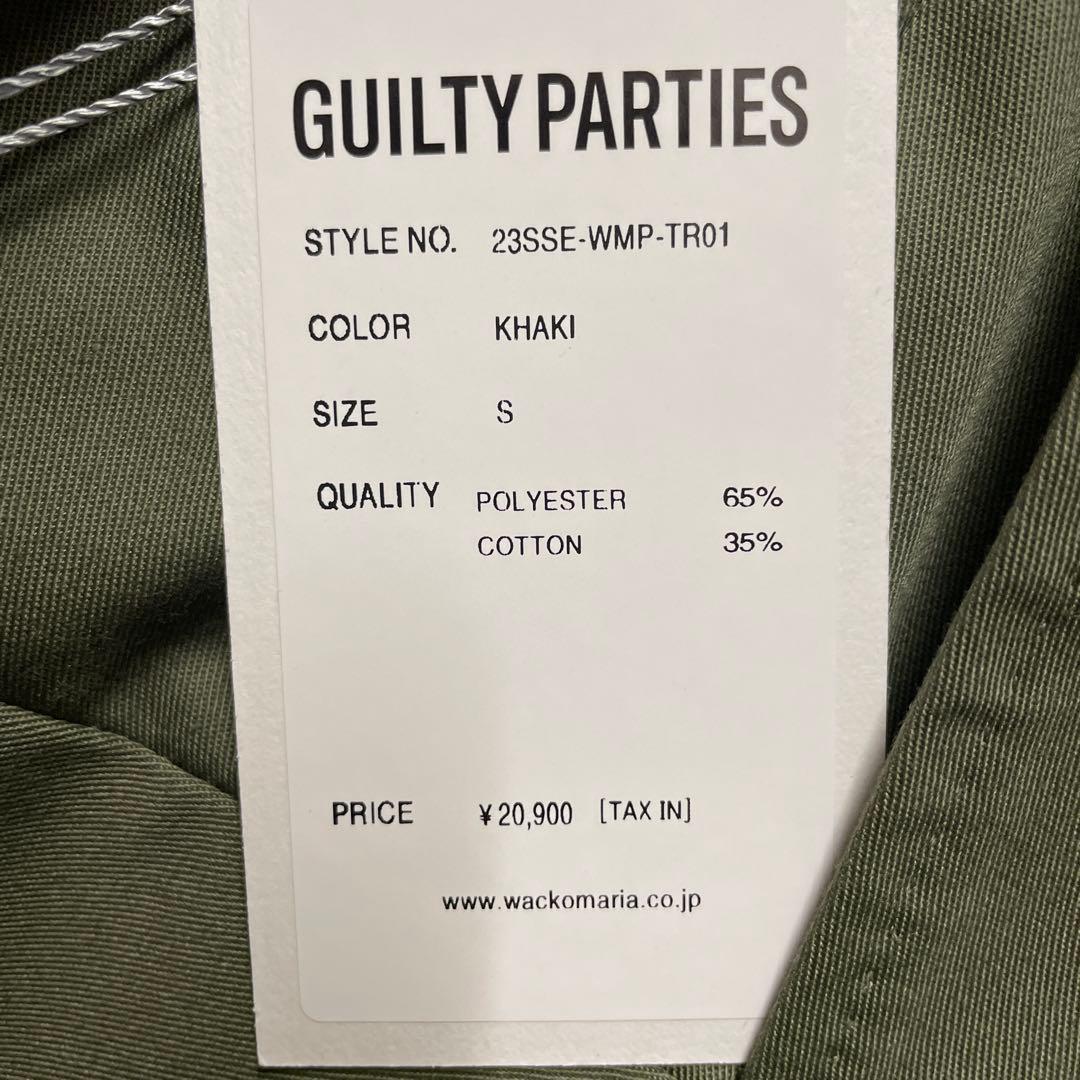 GUILTY PARTIES
STYLE NO. 23SSE-WMP-TR01
COLOR KHAKI
SIZE S
QUALITY POLYESTER 65%
COTTON 35%
PRICE ¥20,900 [TAX IN]
www.wackomaria.co.jp